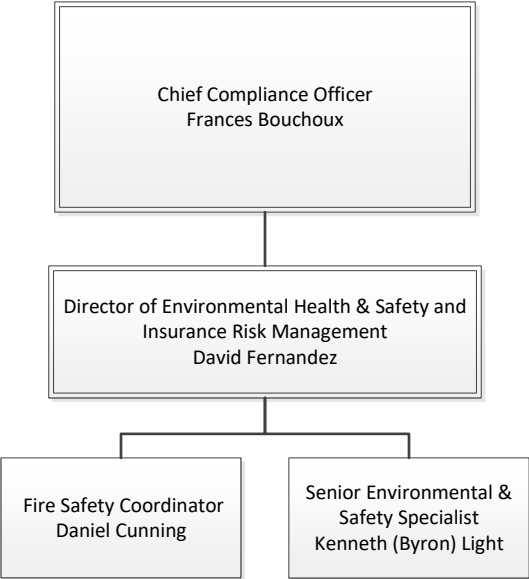 Chief Compliance Officer
Frances Bouchoux
Director of Environmental Health & Safety and
Insurance Risk Management
David Fernandez
Fire Safety Coordinator
Daniel Cunning
Senior Environmental &
Safety Specialist
Kenneth (Byron) Light